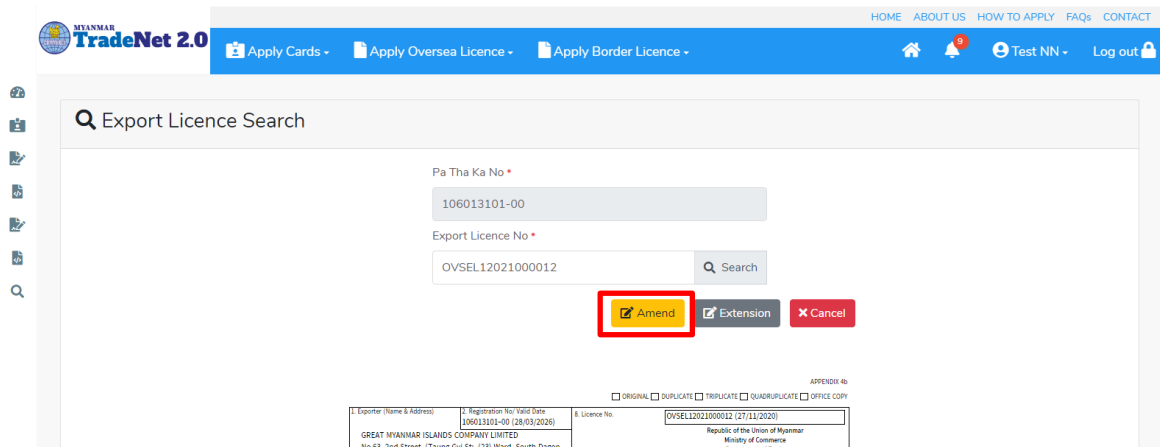 HOME ABOUT US HOW TO APPLY FAQs CONTACT
MYANMAR
TradeNet 2.0
Apply Cards
Apply Oversea Licence
Apply Border Licence
9
Test NN
Log out
Export Licence Search
Pa Tha Ka No *
106013101-00
Export Licence No *
OVSEL12021000012
Search
Amend
Extension
Cancel
APPENDIX 4b
ORIGINAL DUPLICATE TRIPLICATE QUADRUPLICATE OFFICE COPY
1. Exporter (Name & Address)
2. Registration No/ Valid Date
106013101-00 (28/03/2026)
8. Licence No.
OVSEL12021000012 (27/11/2020)
GREAT MYANMAR ISLANDS COMPANY LIMITED
Republic of the Union of Myanmar
Ministry of Commerce